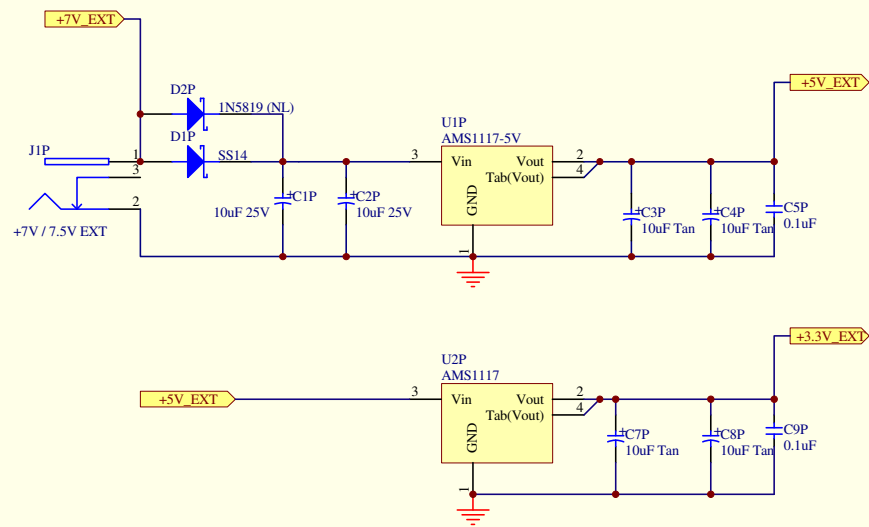 +7V_EXT
D2P
1N5819 (NL)
+5V_EXT
U1P
AMS1117-5V
J1P
1
D1P
SS14
3
Vin
Vout
2
3
Tab(Vout)
4
GND
1
2
+7V / 7.5V EXT
+C1P
10uF 25V
+C2P
10uF 25V
+C3P
10uF Tan
+C4P
10uF Tan
C5P
0.1uF
+3.3V_EXT
U2P
AMS1117
+5V_EXT
3
Vin
Vout
2
Tab(Vout)
4
GND
1
+C7P
10uF Tan
+C8P
10uF Tan
C9P
0.1uF